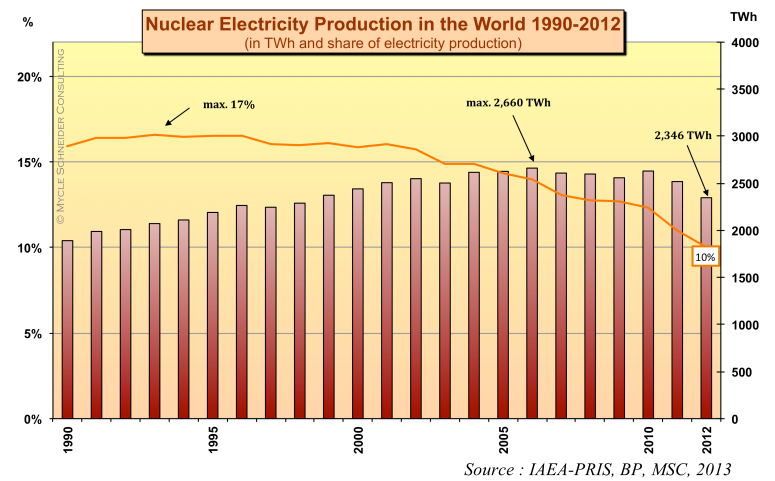 Nuclear Electricity Production in the World 1990-2012
(in TWh and share of electricity production)
%
TWh
© Mycle Schneider Consulting
20%
15%
10%
5%
0%
4000
3500
3000
2500
2000
1500
1000
500
0
max. 17%
max. 2,660 TWh
2,346 TWh
10%
1990
1995
2000
2005
2010
2012
Source : IAEA-PRIS, BP, MSC, 2013